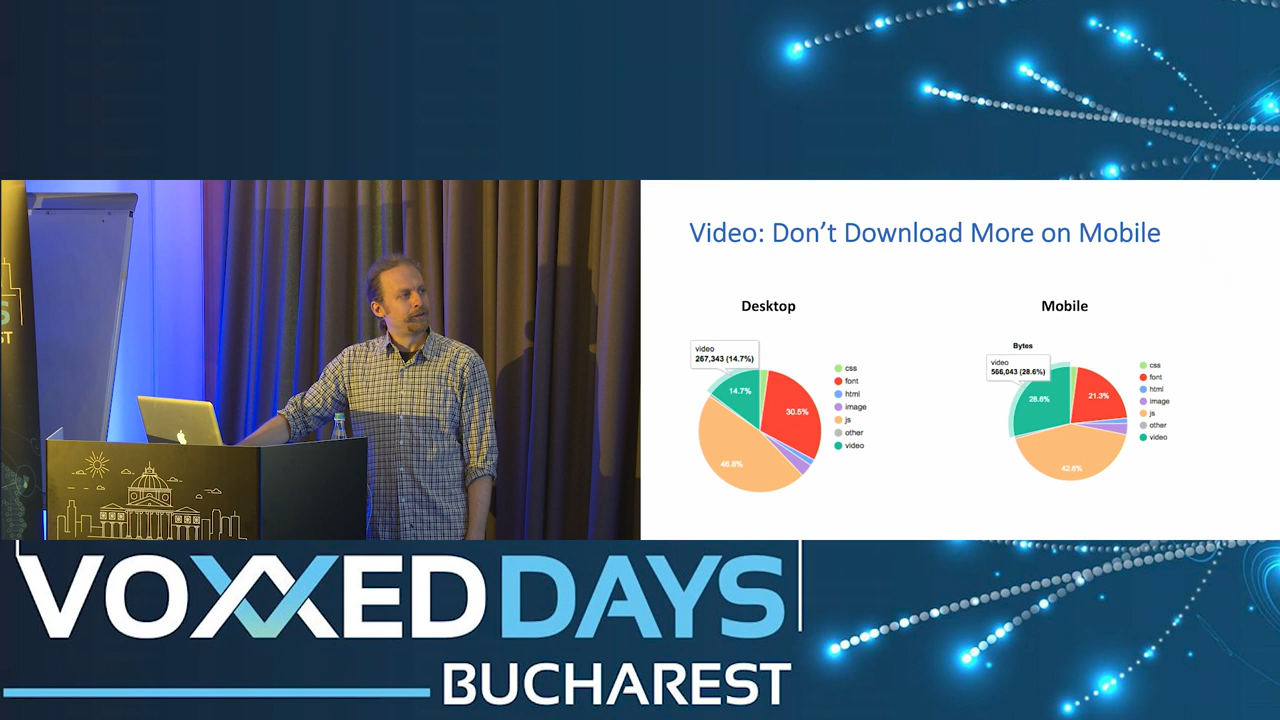 Video: Don't Download More on Mobile
Desktop
video
267,343 (14.7%)
14.7%
30.5%
46.8%
css
font
html
image
js
other
video
Mobile
Bytes
video
566,043 (28.6%)
28.6%
21.3%
42.6%
css
font
html
image
js
other
video
VOXXED DAYS
BUCHAREST